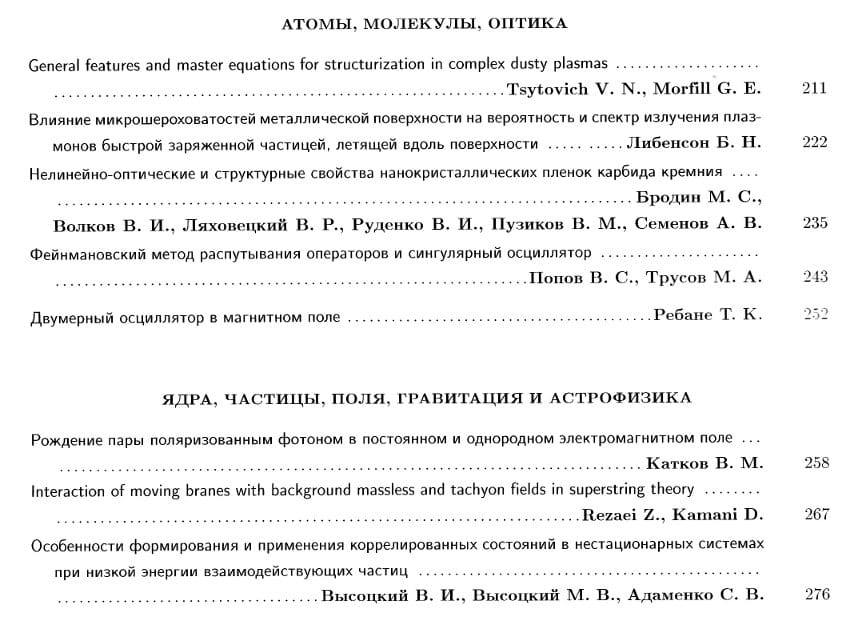 АТОМЫ, МОЛЕКУЛЫ, ОПТИКА
General features and master equations for structurization in complex dusty plasmas ....................
...............................................................Tsytovich V. N., Morfill G. E. 211
Влияние микрошероховатостей металлической поверхности на вероятность и спектр излучения плаз-
монов быстрой заряженной частицей, летящей вдоль поверхности ........... Либенсон Б. Н. 222
Нелинейно-оптические и структурные свойства нанокристаллических пленок карбида кремния ....
................................................................................ Бродин М. С.,
Волков В. И., Ляховецкий В. Р., Руденко В. И., Пузиков В. М., Семенов А. В. 235
Фейнмановский метод распутывания операторов и сингулярный осциллятор ......................
..................................................................Попов В. С., Трусов М. А. 243
Двумерный осциллятор в магнитном поле ...........................................Ребане Т. К. 252
ЯДРА, ЧАСТИЦЫ, ПОЛЯ, ГРАВИТАЦИЯ И АСТРОФИЗИКА
Рождение пары поляризованным фотоном в постоянном и однородном электромагнитном поле ...
................................................................................. Катков В. М. 258
Interaction of moving branes with background massless and tachyon fields in superstring theory ........
.........................................................................Rezaei Z., Kamani D. 267
Особенности формирования и применения коррелированных состояний в нестационарных системах
при низкой энергии взаимодействующих частиц ................................................
.....................................Высоцкий В. И., Высоцкий М. В., Адаменко С. В. 276